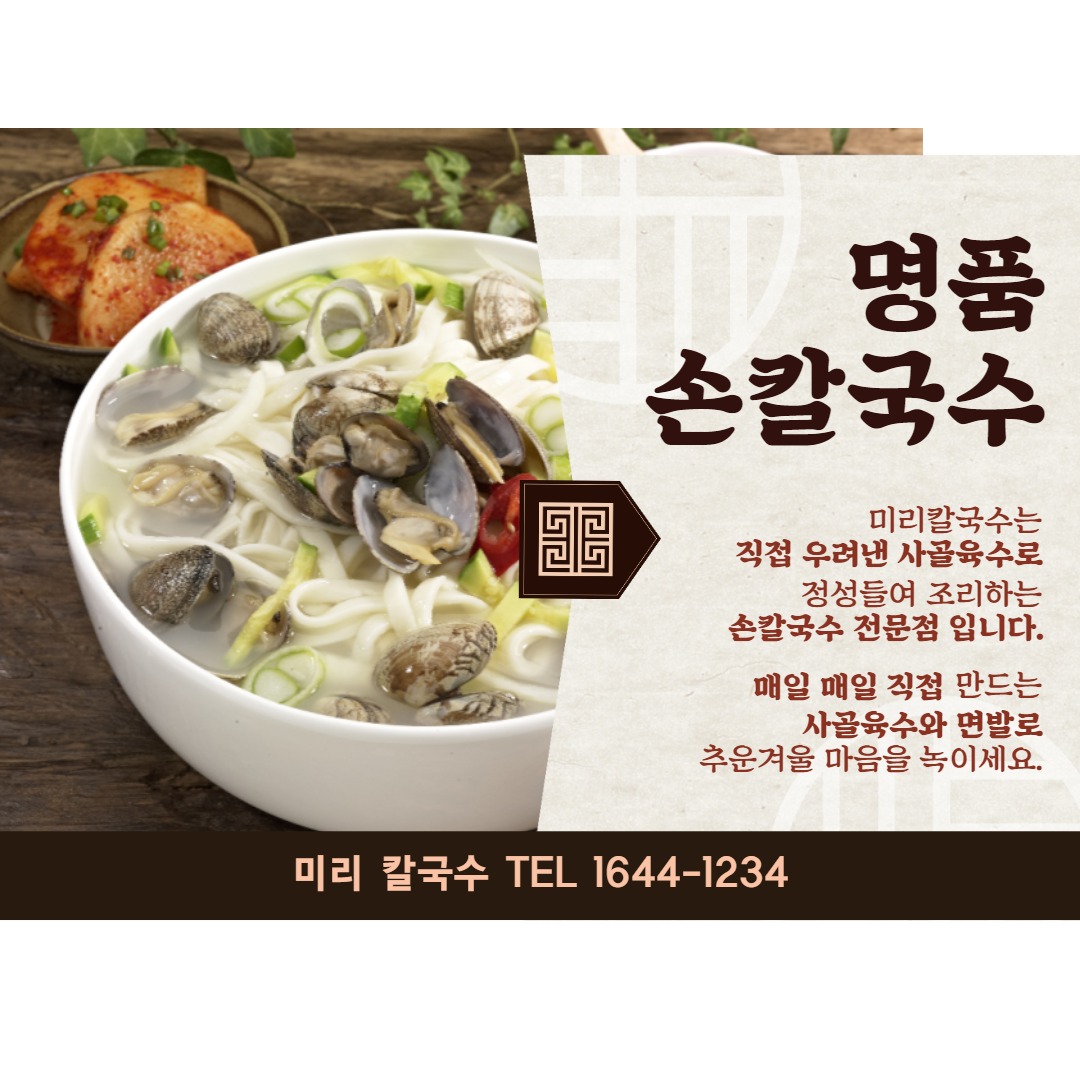 명품
손칼국수
미리칼국수는
직접 우려낸 사골육수로
정성들여 조리하는
손칼국수 전문점 입니다.
매일 매일 직접 만드는
사골육수와 면발로
추운겨울 마음을 녹이세요.
미리 칼국수 TEL 1644-1234